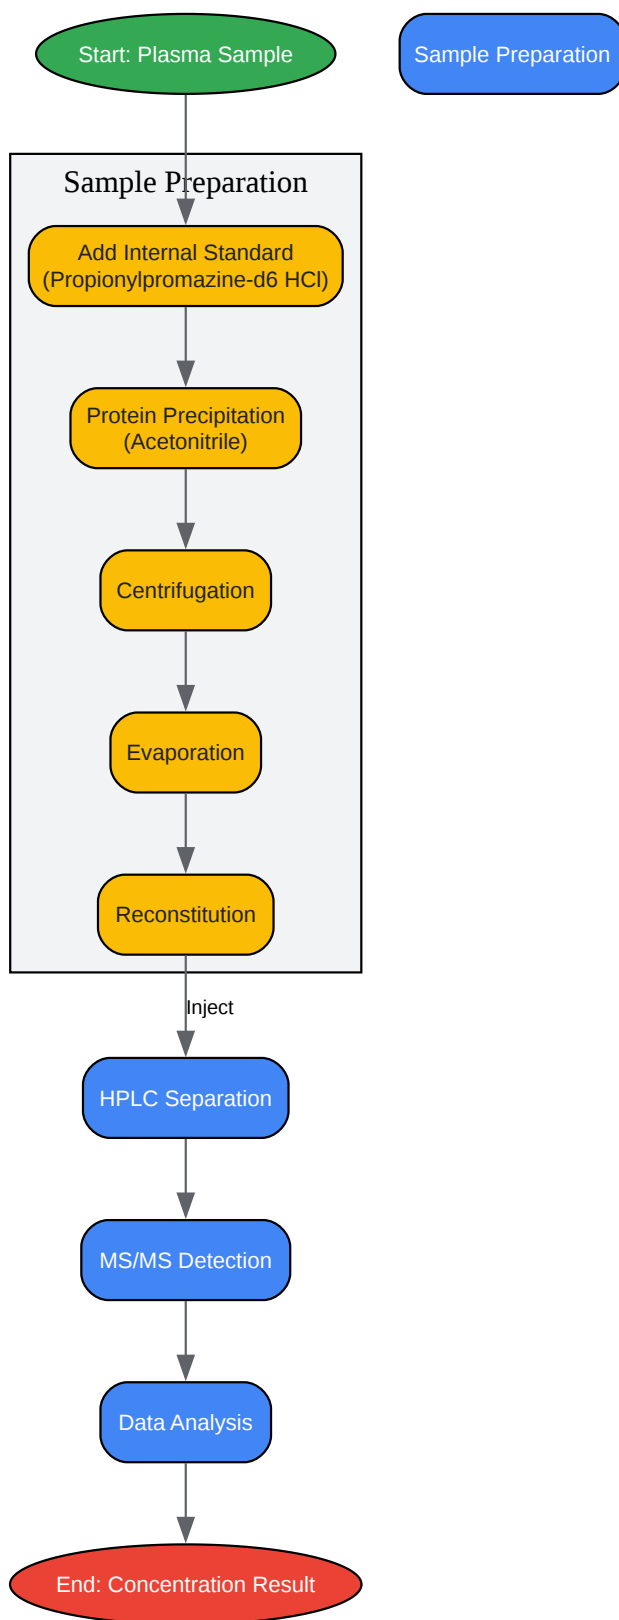 Start: Plasma Sample
Sample Preparation
Sample Preparation
Add Internal Standard
(Propionylpromazine-d6 HCl)
Protein Precipitation
(Acetonitrile)
Centrifugation
Evaporation
Reconstitution
Inject
HPLC Separation
MS/MS Detection
Data Analysis
End: Concentration Result